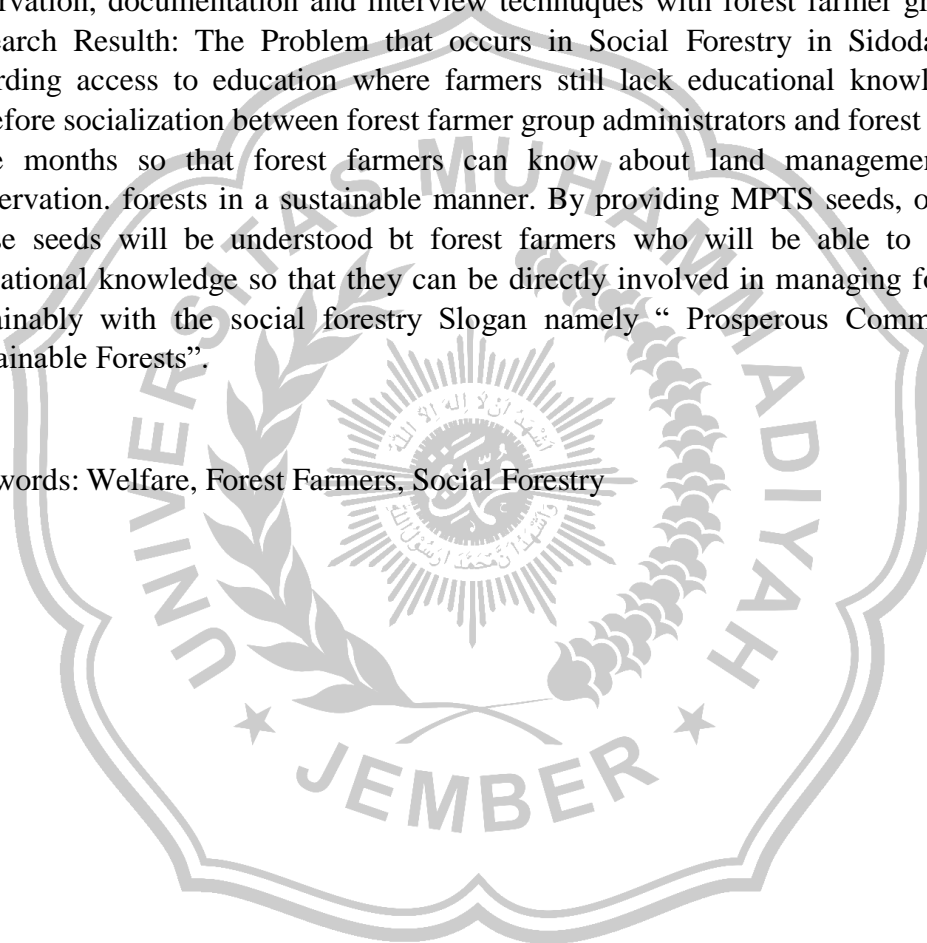 rvation, documentation and interview techniuques with forest farmer gr
earch Resulth: The Problem that occurs in Social Forestry in Sidoda
rding access to education where farmers still lack educational knowl
efore socialization between forest farmer group administrators and forest
e months so that forest farmers can know about land managemen
ervation. forests in a sustainable manner. By providing MPTS seeds, o
se seeds will be understood bt forest farmers who will be able to
ational knowledge so that they can be directly involved in managing fo
ainably with the social forestry Slogan namely “ Prosperous Comm
ainable Forests”.
words: Welfare, Forest Farmers, Social Forestry
UNIVERSITAS MUHAMMADIYAH
JEMBER